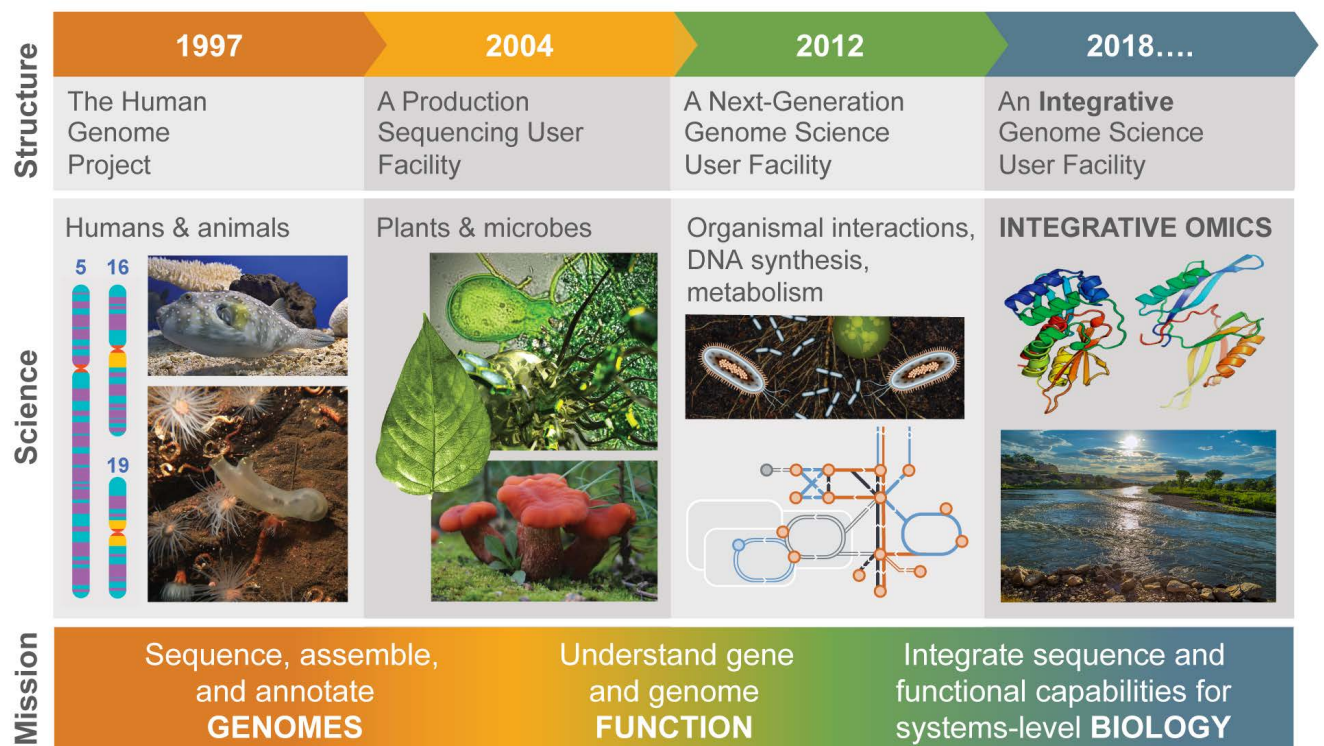 Structure
1997
2004
2012
2018....
The Human
Genome
Project
A Production
Sequencing User
Facility
A Next-Generation
Genome Science
User Facility
An Integrative
Genome Science
User Facility
Science
Humans & animals
5
16
19
Plants & microbes
Organismal interactions,
DNA synthesis,
metabolism
INTEGRATIVE OMICS
Mission
Sequence, assemble,
and annotate
GENOMES
Understand gene
and genome
FUNCTION
Integrate sequence and
functional capabilities for
systems-level BIOLOGY